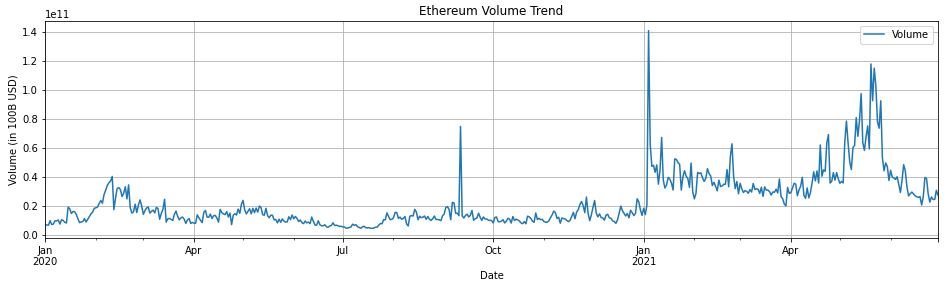 Ethereum Volume Trend
1e11
Volume
Volume (in 100B USD)
1.4
1.2
1.0
0.8
0.6
0.4
0.2
0.0
Jan Apr Jul Oct Jan Apr
2020 2021
Date